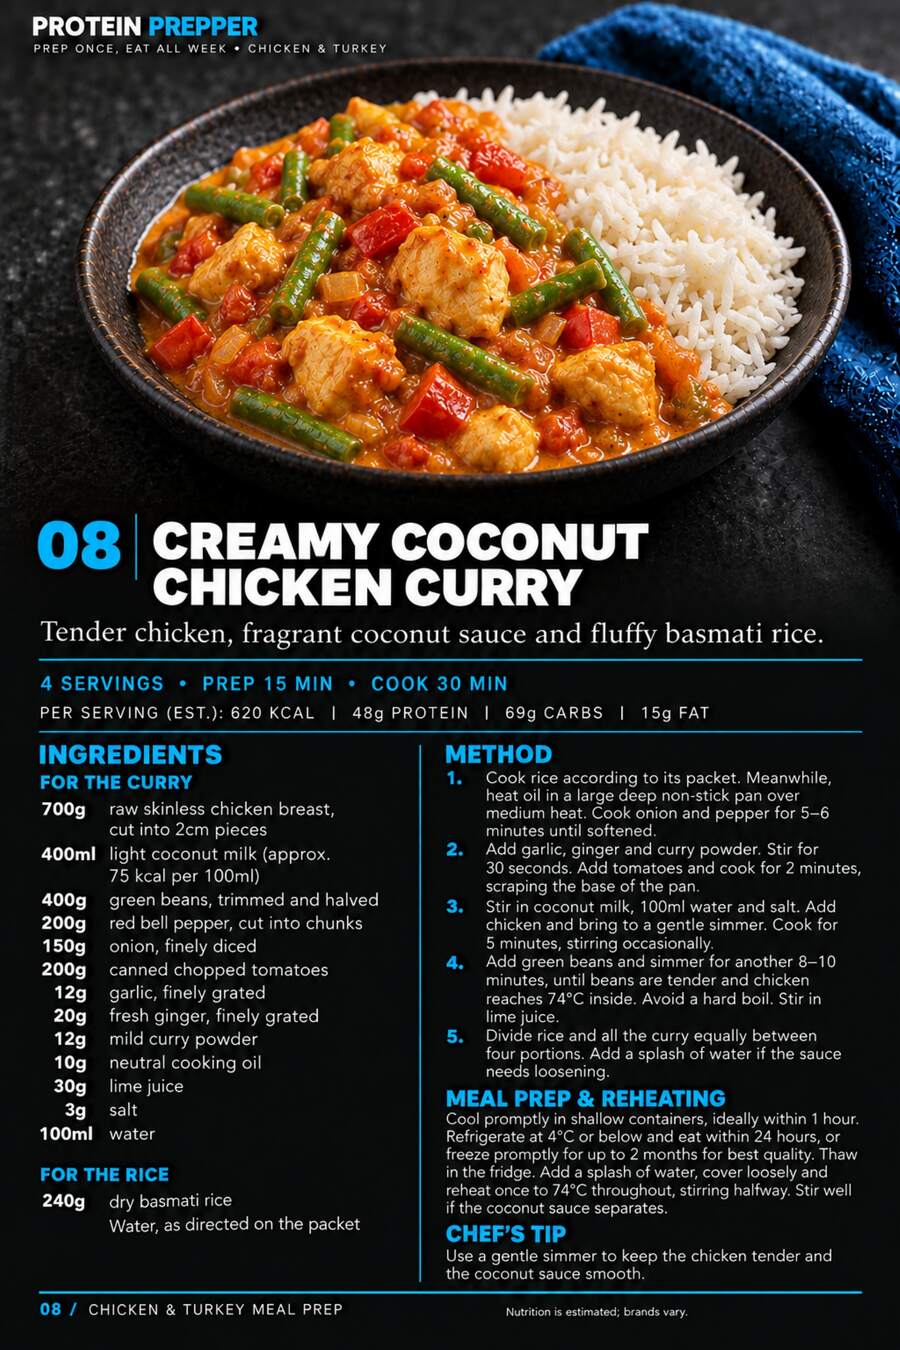 PROTEIN PREPPER
PREP ONCE, EAT ALL WEEK • CHICKEN & TURKEY
08
CREAMY COCONUT
CHICKEN CURRY
Tender chicken, fragrant coconut sauce and fluffy basmati rice.
4 SERVINGS • PREP 15 MIN • COOK 30 MIN
PER SERVING (EST.): 620 KCAL | 48g PROTEIN | 69g CARBS | 15g FAT
INGREDIENTS
FOR THE CURRY
700g raw skinless chicken breast,
cut into 2cm pieces
400ml light coconut milk (approx.
75 kcal per 100ml)
400g green beans, trimmed and halved
200g red bell pepper, cut into chunks
150g onion, finely diced
200g canned chopped tomatoes
12g garlic, finely grated
20g fresh ginger, finely grated
12g mild curry powder
10g neutral cooking oil
30g lime juice
3g salt
100ml water
FOR THE RICE
240g dry basmati rice
Water, as directed on the packet
METHOD
1. Cook rice according to its packet. Meanwhile,
heat oil in a large deep non-stick pan over
medium heat. Cook onion and pepper for 5–6
minutes until softened.
2. Add garlic, ginger and curry powder. Stir for
30 seconds. Add tomatoes and cook for 2 minutes,
scraping the base of the pan.
3. Stir in coconut milk, 100ml water and salt. Add
chicken and bring to a gentle simmer. Cook for
5 minutes, stirring occasionally.
4. Add green beans and simmer for another 8–10
minutes, until beans are tender and chicken
reaches 74°C inside. Avoid a hard boil. Stir in
lime juice.
5. Divide rice and all the curry equally between
four portions. Add a splash of water if the sauce
needs loosening.
MEAL PREP & REHEATING
Cool promptly in shallow containers, ideally within 1 hour.
Refrigerate at 4°C or below and eat within 24 hours, or
freeze promptly for up to 2 months for best quality. Thaw
in the fridge. Add a splash of water, cover loosely and
reheat once to 74°C throughout, stirring halfway. Stir well
if the coconut sauce separates.
CHEF'S TIP
Use a gentle simmer to keep the chicken tender and
the coconut sauce smooth.
08 / CHICKEN & TURKEY MEAL PREP
Nutrition is estimated; brands vary.